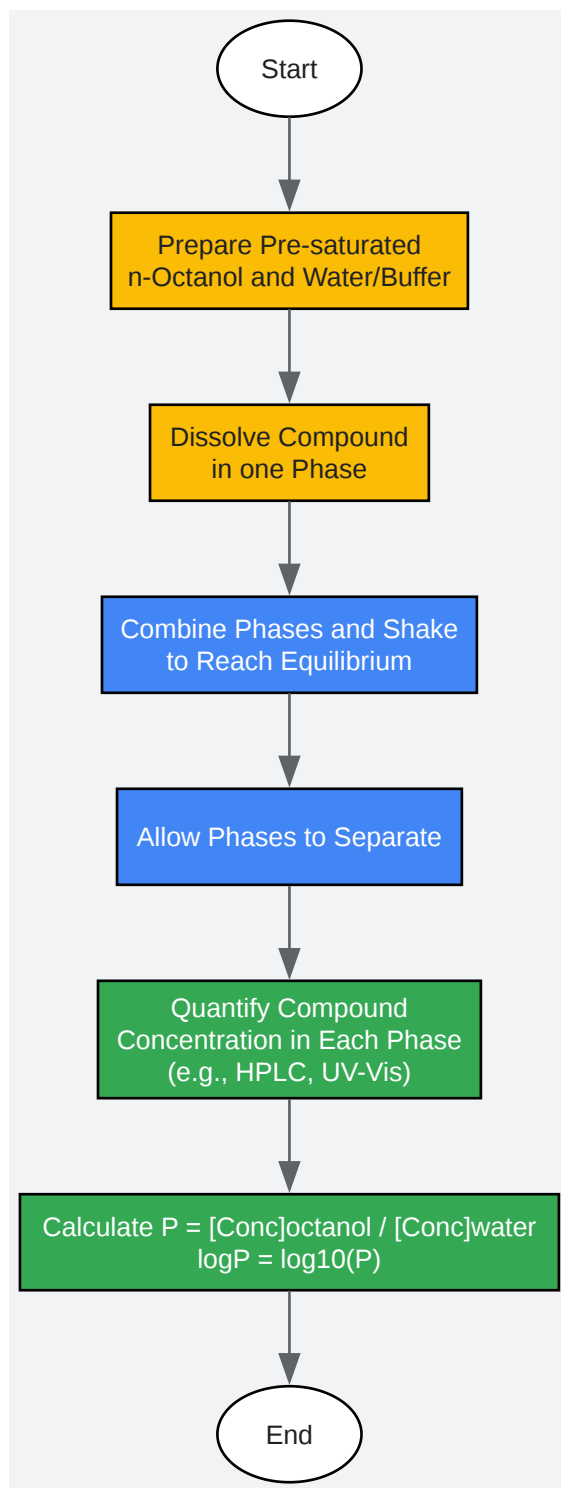 Start
Prepare Pre-saturated
n-Octanol and Water/Buffer
Dissolve Compound
in one Phase
Combine Phases and Shake
to Reach Equilibrium
Allow Phases to Separate
Quantify Compound
Concentration in Each Phase
(e.g., HPLC, UV-Vis)
Calculate P = [Conc]octanol / [Conc]water
logP = log10(P)
End